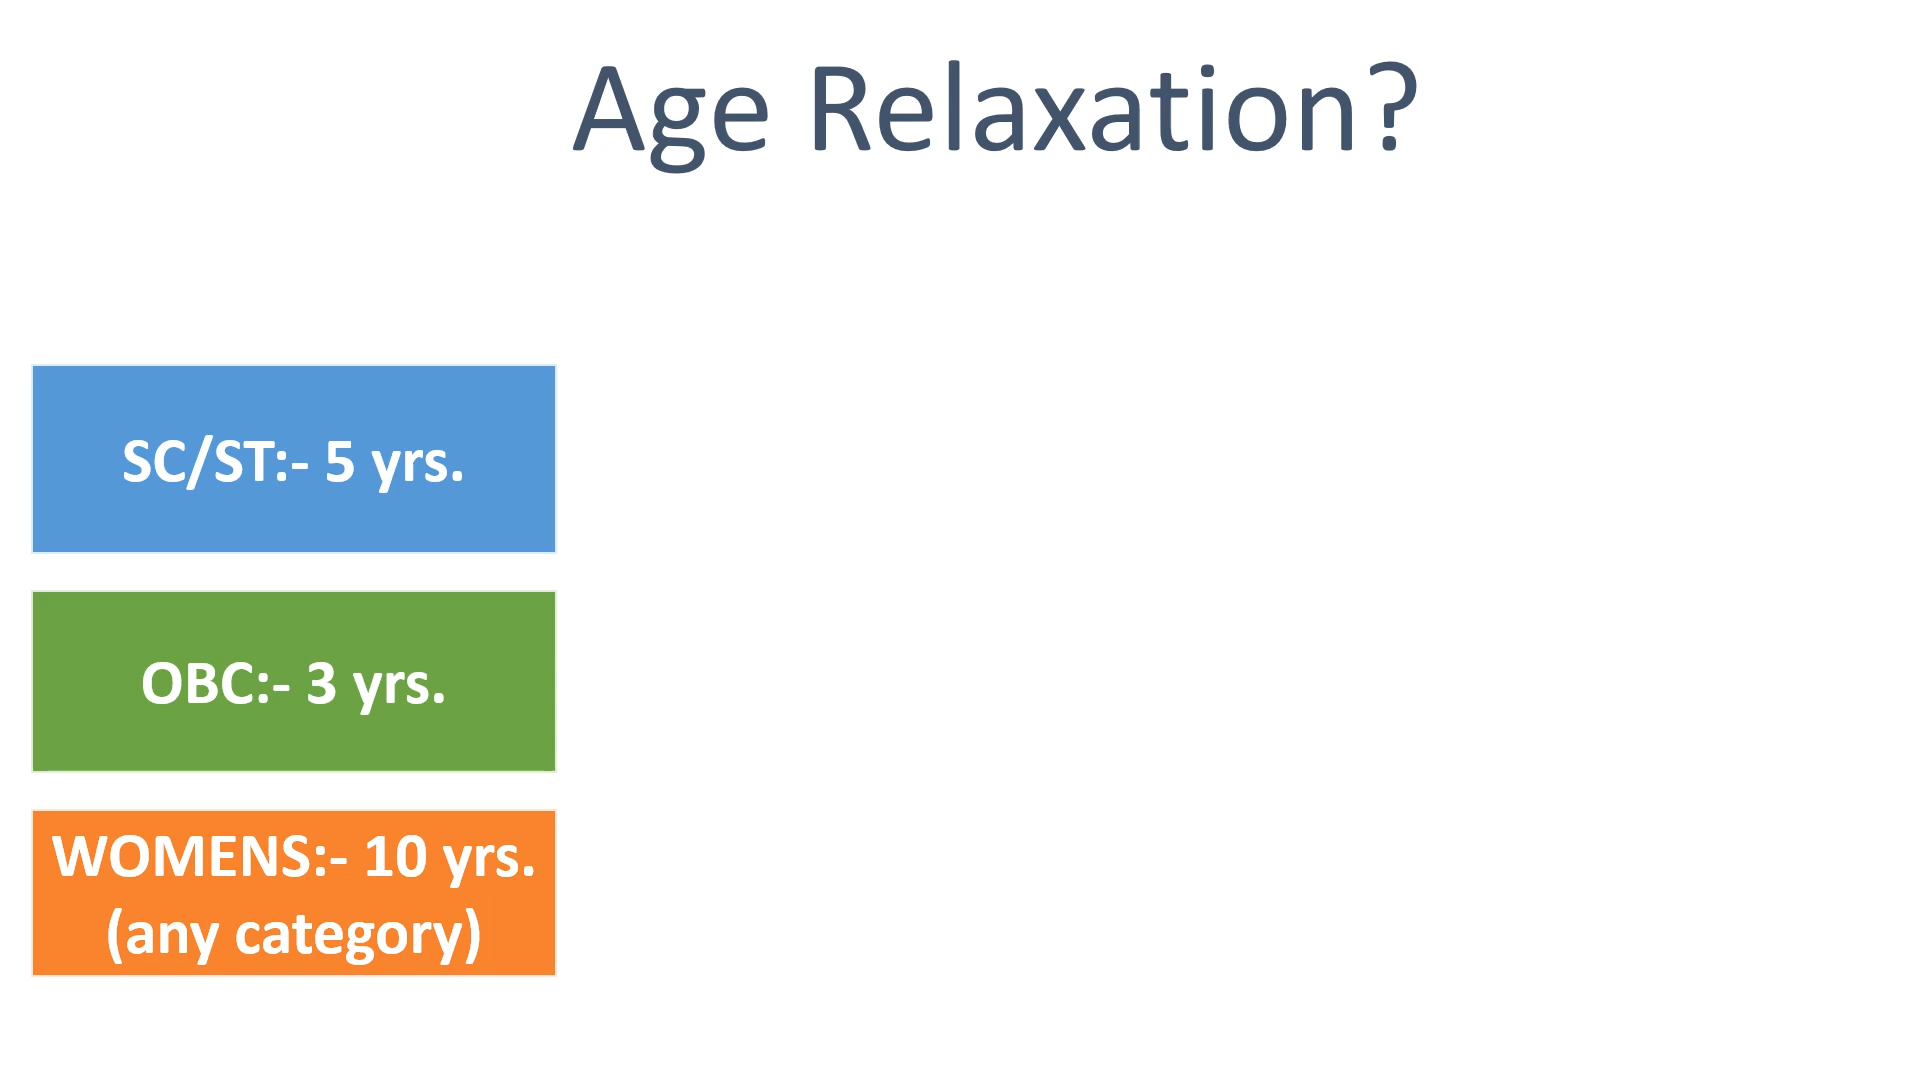 Age Relaxation?
SC/ST:- 5 yrs.
OBC:- 3 yrs.
WOMENS:- 10 yrs.
(any category)